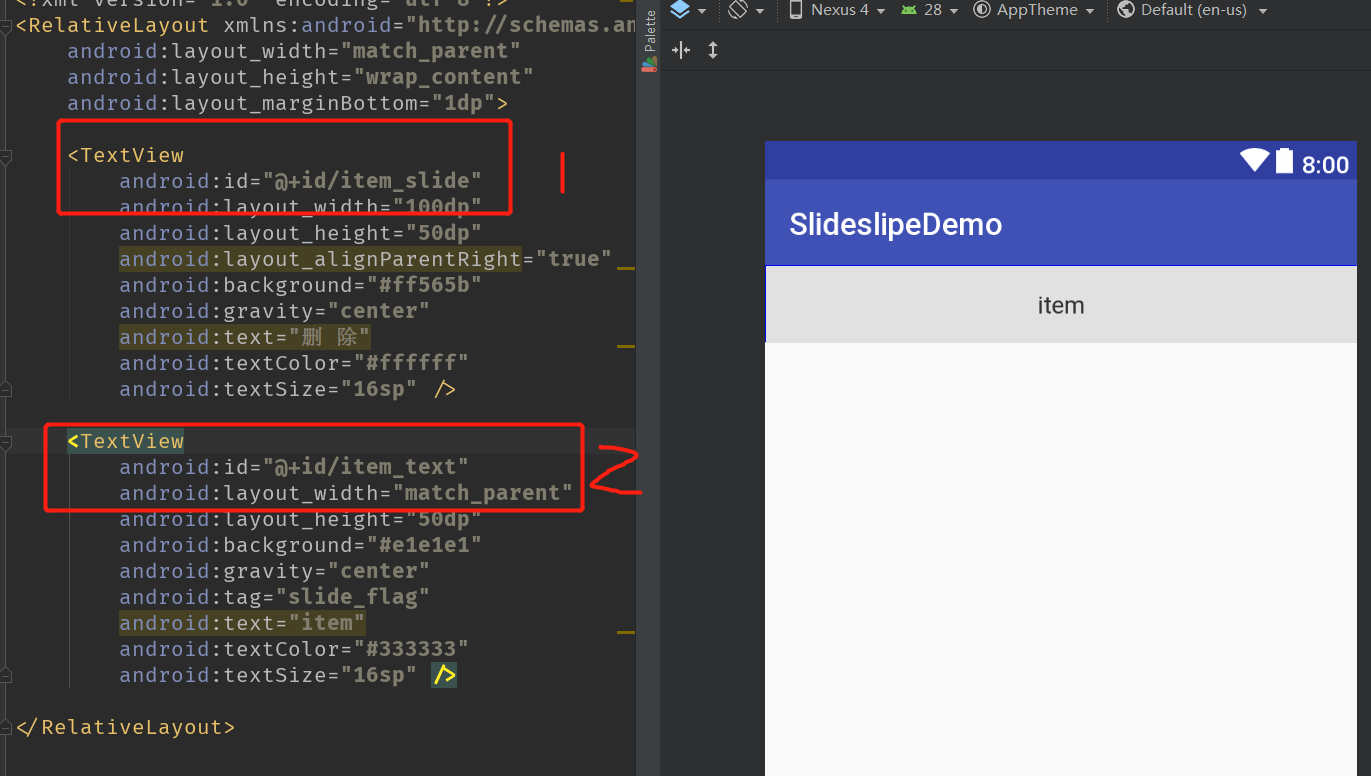 <?xml version="1.0" encoding="utf-8"?>
<RelativeLayout xmlns:android="http://schemas.an
android:layout_width="match_parent"
android:layout_height="wrap_content"
android:layout_marginBottom="1dp">
<TextView
android:id="@+id/item_slide"
android:layout_width="100dp"
android:layout_height="50dp"
android:layout_alignParentRight="true"
android:background="#ff565b"
android:gravity="center"
android:text="删 除"
android:textColor="#ffffff"
android:textSize="16sp" />
1
<TextView
android:id="@+id/item_text"
android:layout_width="match_parent"
android:layout_height="50dp"
android:background="#e1e1e1"
android:gravity="center"
android:tag="slide_flag"
android:text="item"
android:textColor="#333333"
android:textSize="16sp" />
2
</RelativeLayout>
Palette
Nexus 4 28 AppTheme Default (en-us)
8:00
SlideslipeDemo
item